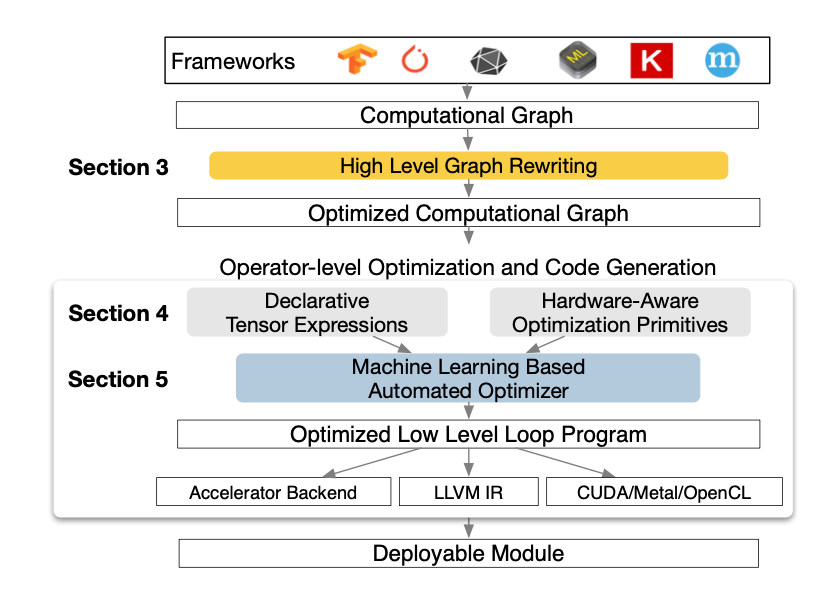 Frameworks
ML
K
m
Computational Graph
Section 3
High Level Graph Rewriting
Optimized Computational Graph
Operator-level Optimization and Code Generation
Section 4
Declarative
Tensor Expressions
Hardware-Aware
Optimization Primitives
Section 5
Machine Learning Based
Automated Optimizer
Optimized Low Level Loop Program
Accelerator Backend
LLVM IR
CUDA/Metal/OpenCL
Deployable Module